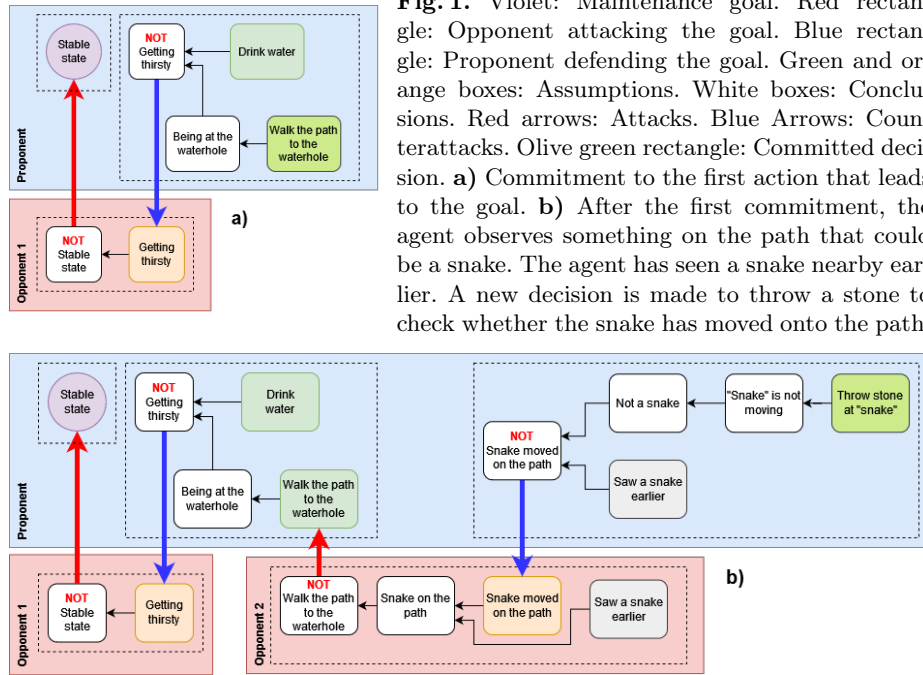 Fig. 1. Violet: Maintenance goal. Red rectan-
gle: Opponent attacking the goal. Blue rectan-
gle: Proponent defending the goal. Green and or-
ange boxes: Assumptions. White boxes: Conclu-
sions. Red arrows: Attacks. Blue Arrows: Coun-
terattacks. Olive green rectangle: Committed deci-
sion. a) Commitment to the first action that leads
to the goal. b) After the first commitment, the
agent observes something on the path that could
be a snake. The agent has seen a snake nearby ear-
lier. A new decision is made to throw a stone to
check whether the snake has moved onto the path
Proponent
Stable
state
NOT
Getting
thirsty
Drink water
Being at the
waterhole
Walk the path
to the
waterhole
a)
Opponent 1
NOT
Stable
state
Getting
thirsty
Proponent
Stable
state
NOT
Getting
thirsty
Drink
water
Being at the
waterhole
Walk the path
to the
waterhole
NOT
Snake moved
on the path
Not a snake
"Snake" is not
moving
Throw stone
at "snake"
Saw a snake
earlier
Opponent 1
NOT
Stable
state
Getting
thirsty
Opponent 2
NOT
Walk the path
to the
waterhole
Snake on the
path
Snake moved
on the path
Saw a snake
earlier
b)